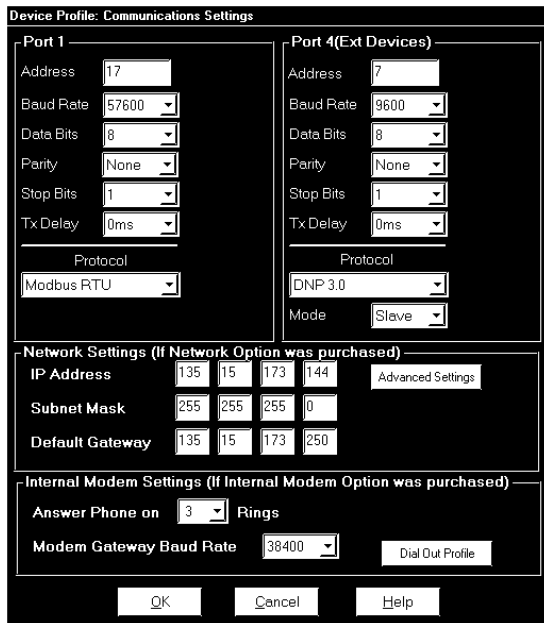 Device Profile: Communications Settings
Port 1
Address 17
Baud Rate 57600
Data Bits 8
Parity None
Stop Bits 1
Tx Delay 0ms
Protocol
Modbus RTU
Port 4(Ext Devices)
Address 7
Baud Rate 9600
Data Bits 8
Parity None
Stop Bits 1
Tx Delay 0ms
Protocol
DNP 3.0
Mode Slave
Network Settings (If Network Option was purchased)
IP Address 135 15 173 144 Advanced Settings
Subnet Mask 255 255 255 0
Default Gateway 135 15 173 250
Internal Modem Settings (If Internal Modem Option was purchased)
Answer Phone on 3 Rings
Modem Gateway Baud Rate 38400 Dial Out Profile
OK Cancel Help